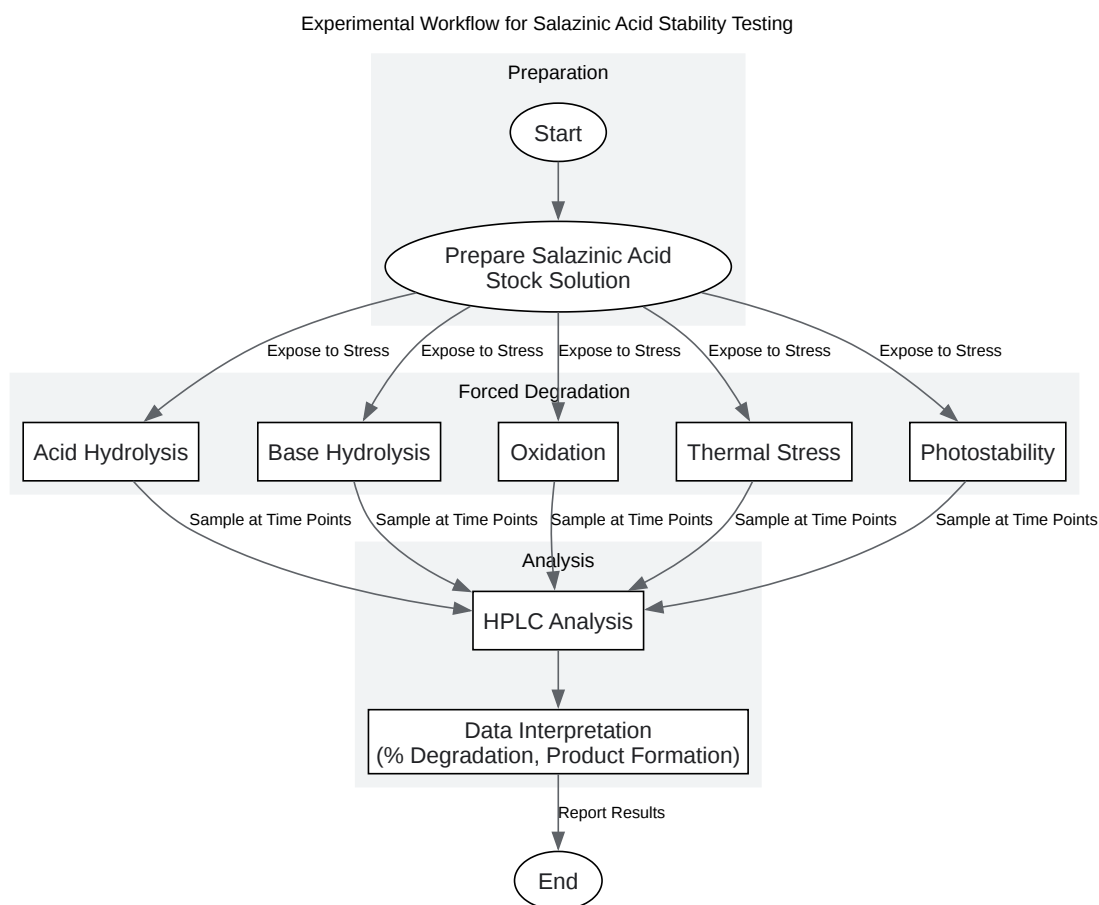 Experimental Workflow for Salazinic Acid Stability Testing
Preparation
Start
Prepare Salazinic Acid
Stock Solution
Expose to Stress
Expose to Stress
Expose to Stress
Expose to Stress
Expose to Stress
Forced Degradation
Acid Hydrolysis
Base Hydrolysis
Oxidation
Thermal Stress
Photostability
Sample at Time Points
Sample at Time Points
Sample at Time Points
Sample at Time Points
Sample at Time Points
Analysis
HPLC Analysis
Data Interpretation
(% Degradation, Product Formation)
Report Results
End